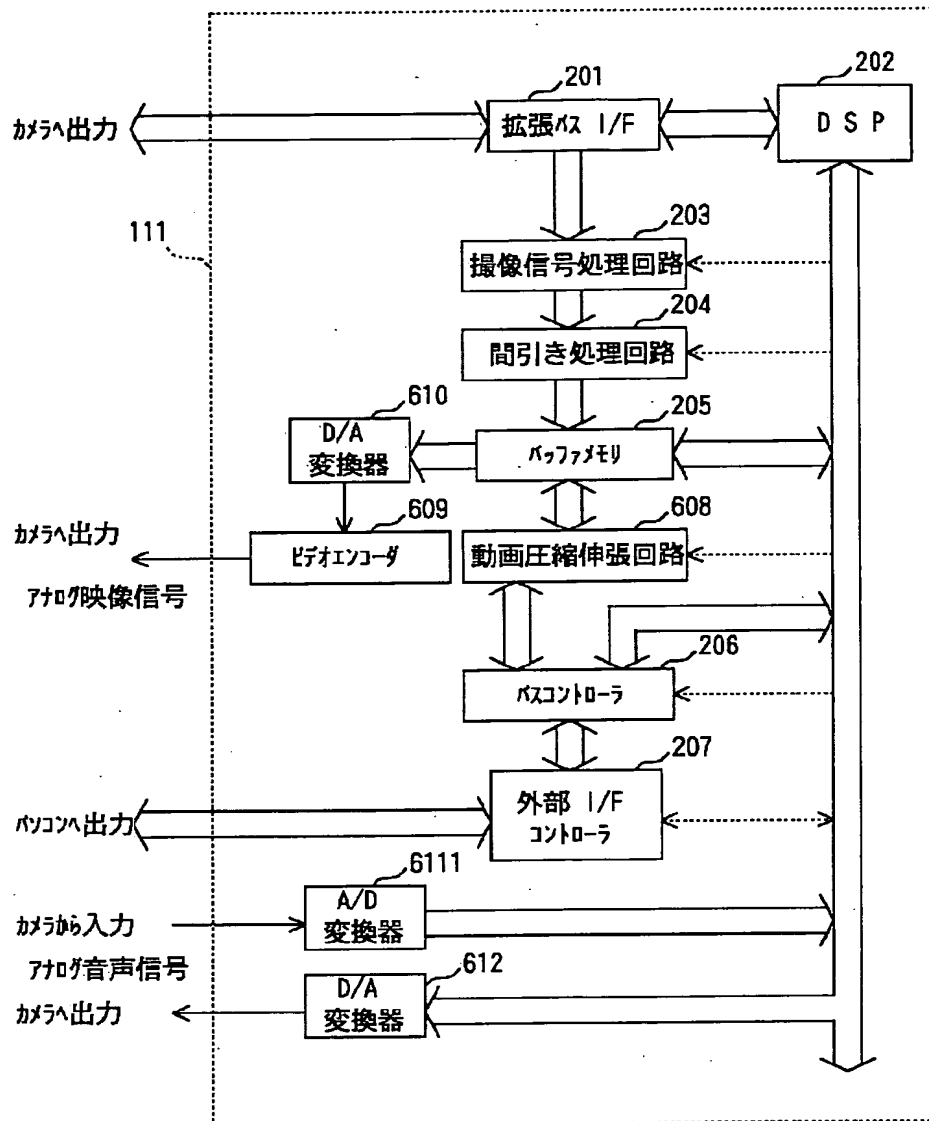 201
202
カメラへ出力
拡張バス I/F
DSP
111
203
撮像信号処理回路
204
間引き処理回路
610
205
D/A
変換器
バッファメモリ
609
608
カメラへ出力
ビデオエンコーダ
動画圧縮伸張回路
アナログ映像信号
206
バスコントローラ
207
パソコンへ出力
外部 I/F
コントローラ
6111
カメラから入力
A/D
変換器
アナログ音声信号
612
カメラへ出力
D/A
変換器